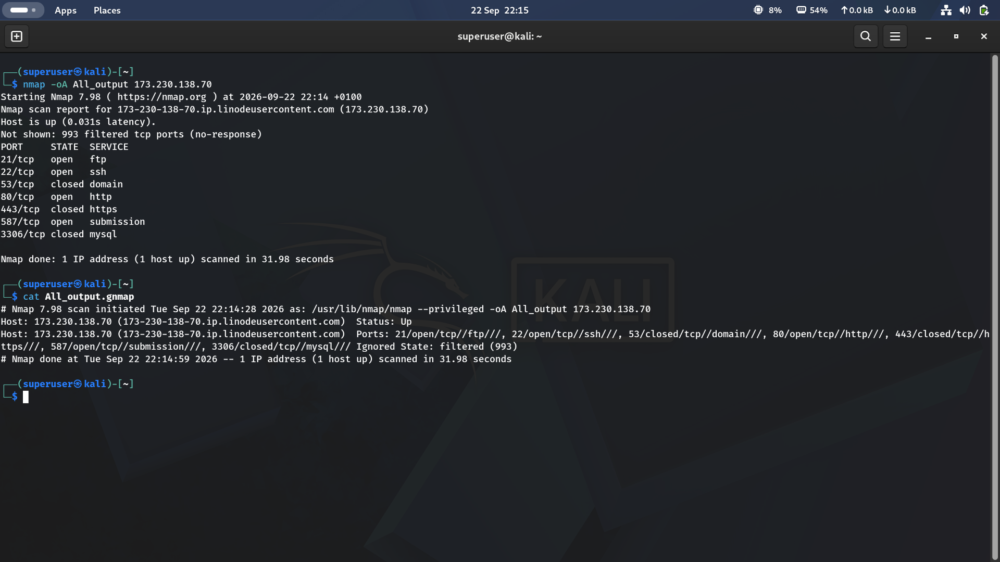 Apps Places 22 Sep 22:15 8% 54% ↑0.0 kB ↓0.0 kB
superuser@kali: ~
┌──(superuser㉿kali)-[~]
└─$ nmap -oA All_output 173.230.138.70
Starting Nmap 7.98 ( https://nmap.org ) at 2026-09-22 22:14 +0100
Nmap scan report for 173-230-138-70.ip.linodeusercontent.com (173.230.138.70)
Host is up (0.031s latency).
Not shown: 993 filtered tcp ports (no-response)
PORT     STATE  SERVICE
21/tcp   open   ftp
22/tcp   open   ssh
53/tcp   closed domain
80/tcp   open   http
443/tcp  closed https
587/tcp  open   submission
3306/tcp closed mysql
Nmap done: 1 IP address (1 host up) scanned in 31.98 seconds
┌──(superuser㉿kali)-[~]
└─$ cat All_output.gnmap
# Nmap 7.98 scan initiated Tue Sep 22 22:14:28 2026 as: /usr/lib/nmap/nmap --privileged -oA All_output 173.230.138.70
Host: 173.230.138.70 (173-230-138-70.ip.linodeusercontent.com)  Status: Up
Host: 173.230.138.70 (173-230-138-70.ip.linodeusercontent.com)  Ports: 21/open/tcp//ftp///, 22/open/tcp//ssh///, 53/closed/tcp//domain///, 80/open/tcp//http///, 443/closed/tcp//h
ttps///, 587/open/tcp//submission///, 3306/closed/tcp//mysql/// Ignored State: filtered (993)
# Nmap done at Tue Sep 22 22:14:59 2026 -- 1 IP address (1 host up) scanned in 31.98 seconds
┌──(superuser㉿kali)-[~]
└─$
KALI